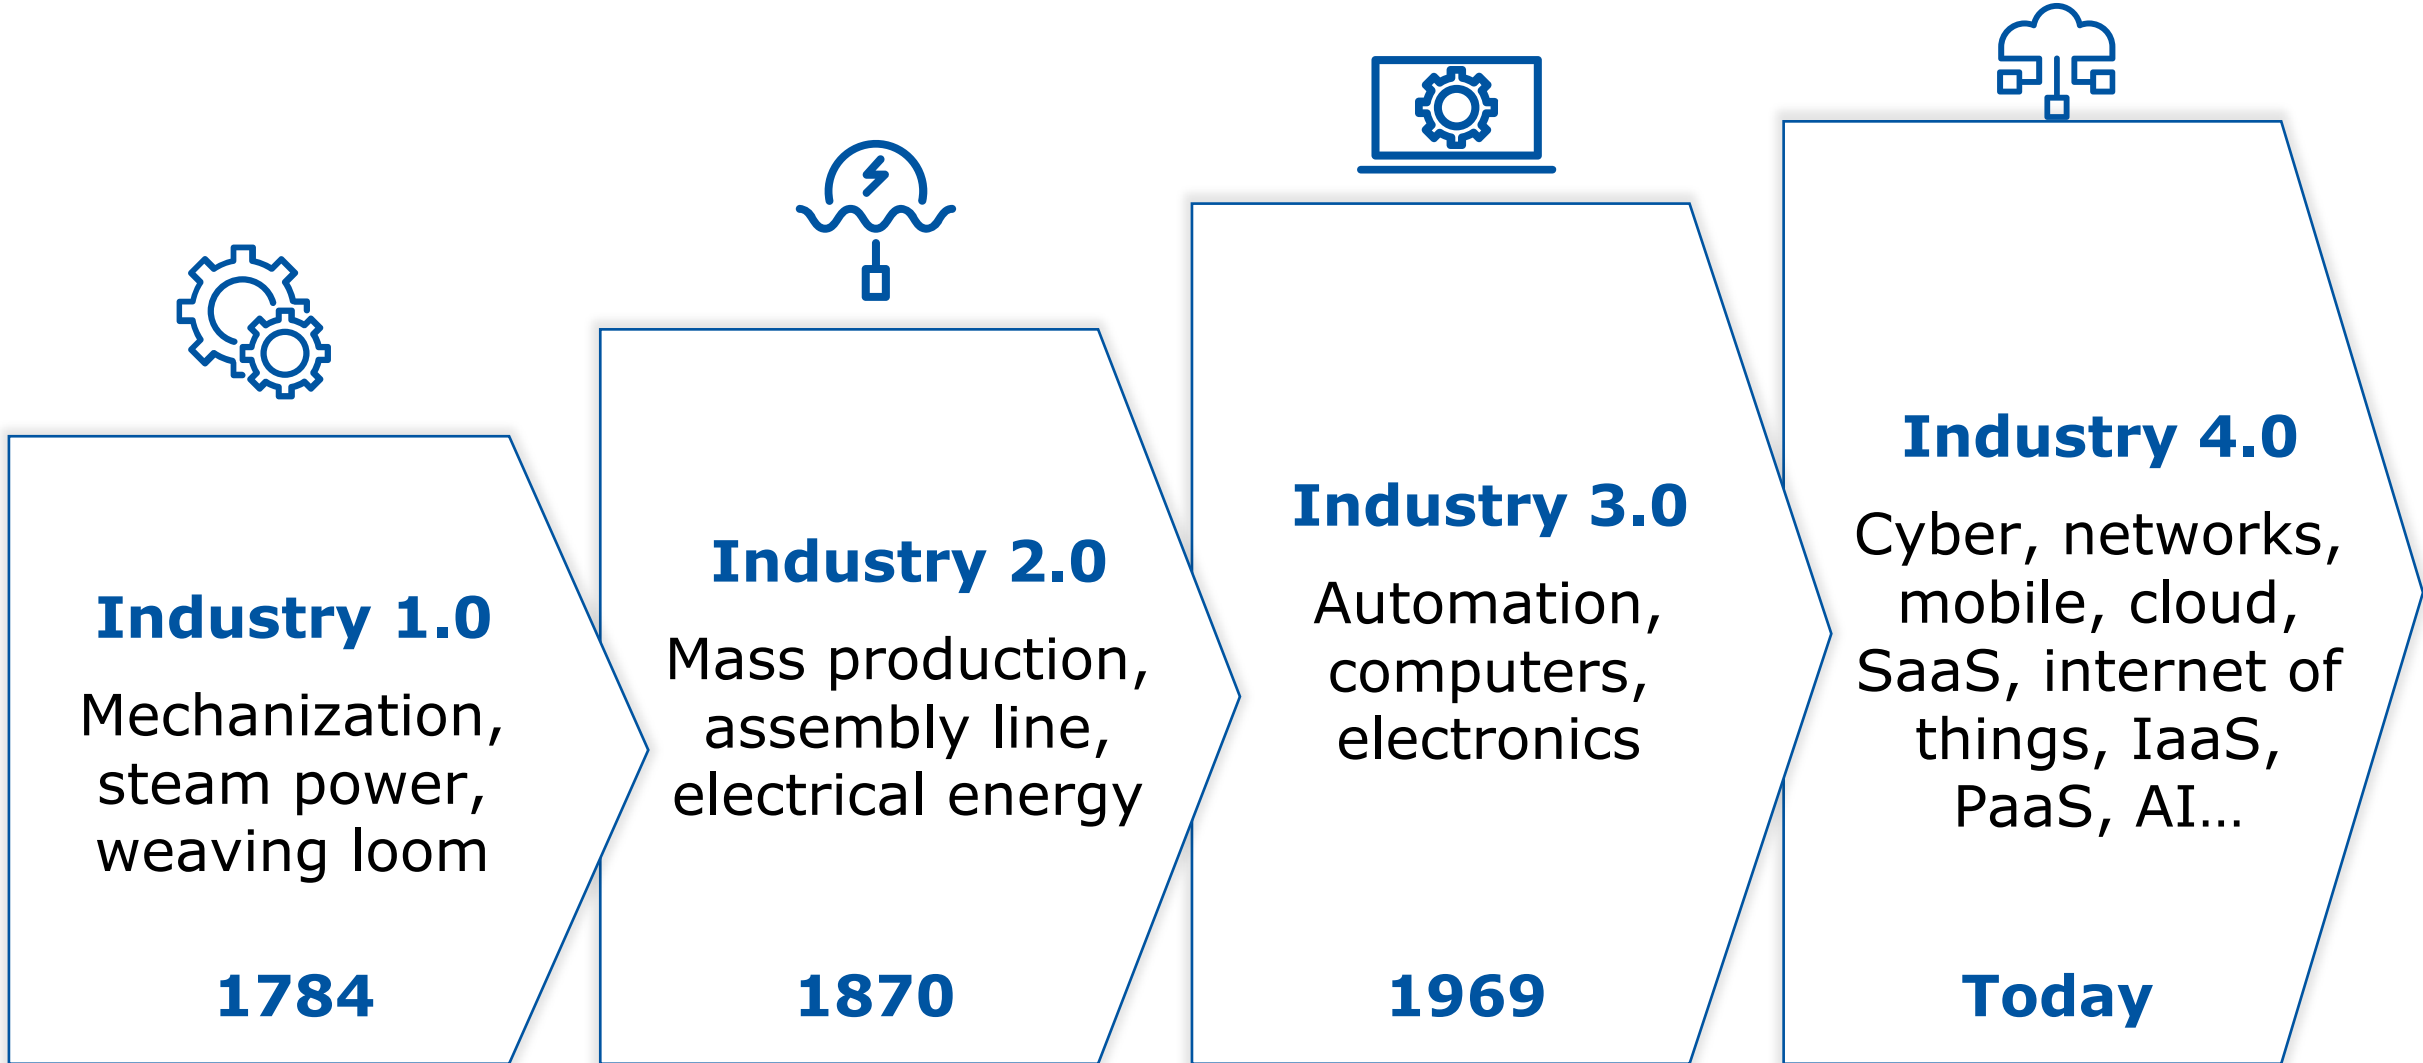 Industry 1.0
Mechanization,
steam power,
weaving loom
1784
Industry 2.0
Mass production,
assembly line,
electrical energy
1870
Industry 3.0
Automation,
computers,
electronics
1969
Industry 4.0
Cyber, networks,
mobile, cloud,
SaaS, internet of
things, IaaS,
PaaS, AI...
Today